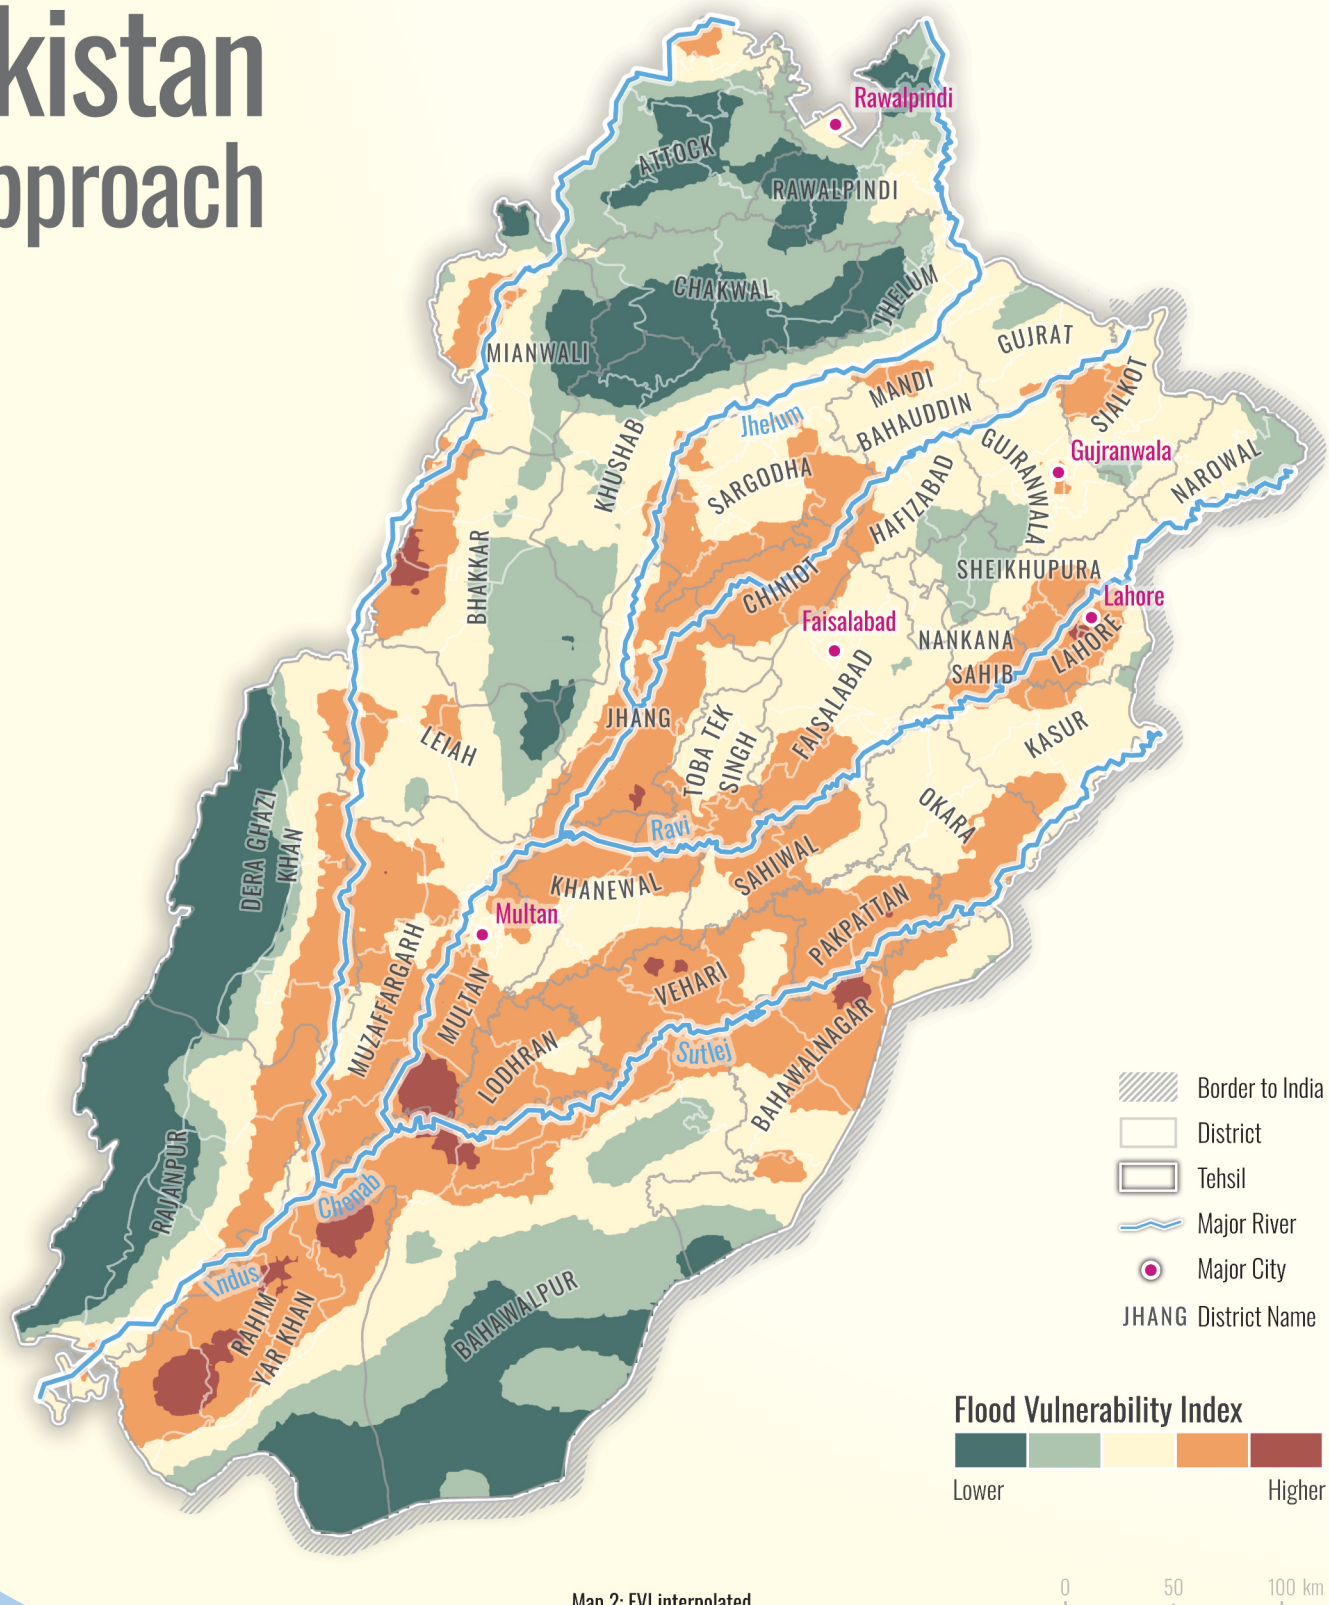 kistan
pproach
Rawalpindi
ATTOCK
RAWALPINDI
CHAKWAL
JHELUM
GUJRAT
MIANWALI
MANDI
BAHAUDDIN
SIALKOT
Jhelum
KHUSHAB
SARGODHA
GUJRANWALA
Gujranwala
NAROWAL
HAFIZABAD
BHAKKAR
CHINIOT
SHEIKHUPURA
Lahore
Faisalabad
NANKANA
SAHIB
LAHORE
JHANG
LEIAH
TOBA TEK
SINGH
FAISALABAD
KASUR
DERA GHAZI
KHAN
Ravi
OKARA
KHANEWAL
SAHIWAL
Multan
PAKPATTAN
MUZAFFARGARH
MULTAN
VEHARI
LODHRAN
Sutlej
BAHAWALNAGAR
RAJANPUR
Chenab
Indus
RAHIM
YAR KHAN
BAHAWALPUR
Border to India
District
Tehsil
Major River
Major City
JHANG District Name
Flood Vulnerability Index
Lower Higher
0 50 100 km
Map 2: FVI interpolated